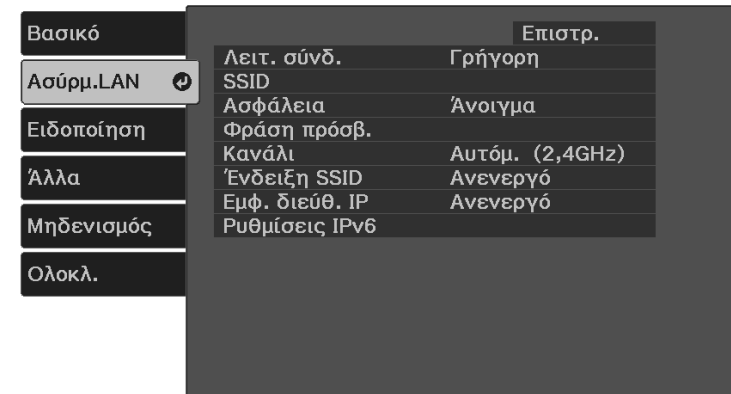 Βασικό
Ασύρμ.LAN
Ειδοποίηση
Άλλα
Μηδενισμός
Ολοκλ.
Επιστρ.
Λειτ. σύνδ. Γρήγορη
SSID
Ασφάλεια Άνοιγμα
Φράση πρόσβ.
Κανάλι Αυτόμ. (2,4GHz)
Ένδειξη SSID Ανενεργό
Εμφ. διεύθ. IP Ανενεργό
Ρυθμίσεις IPv6